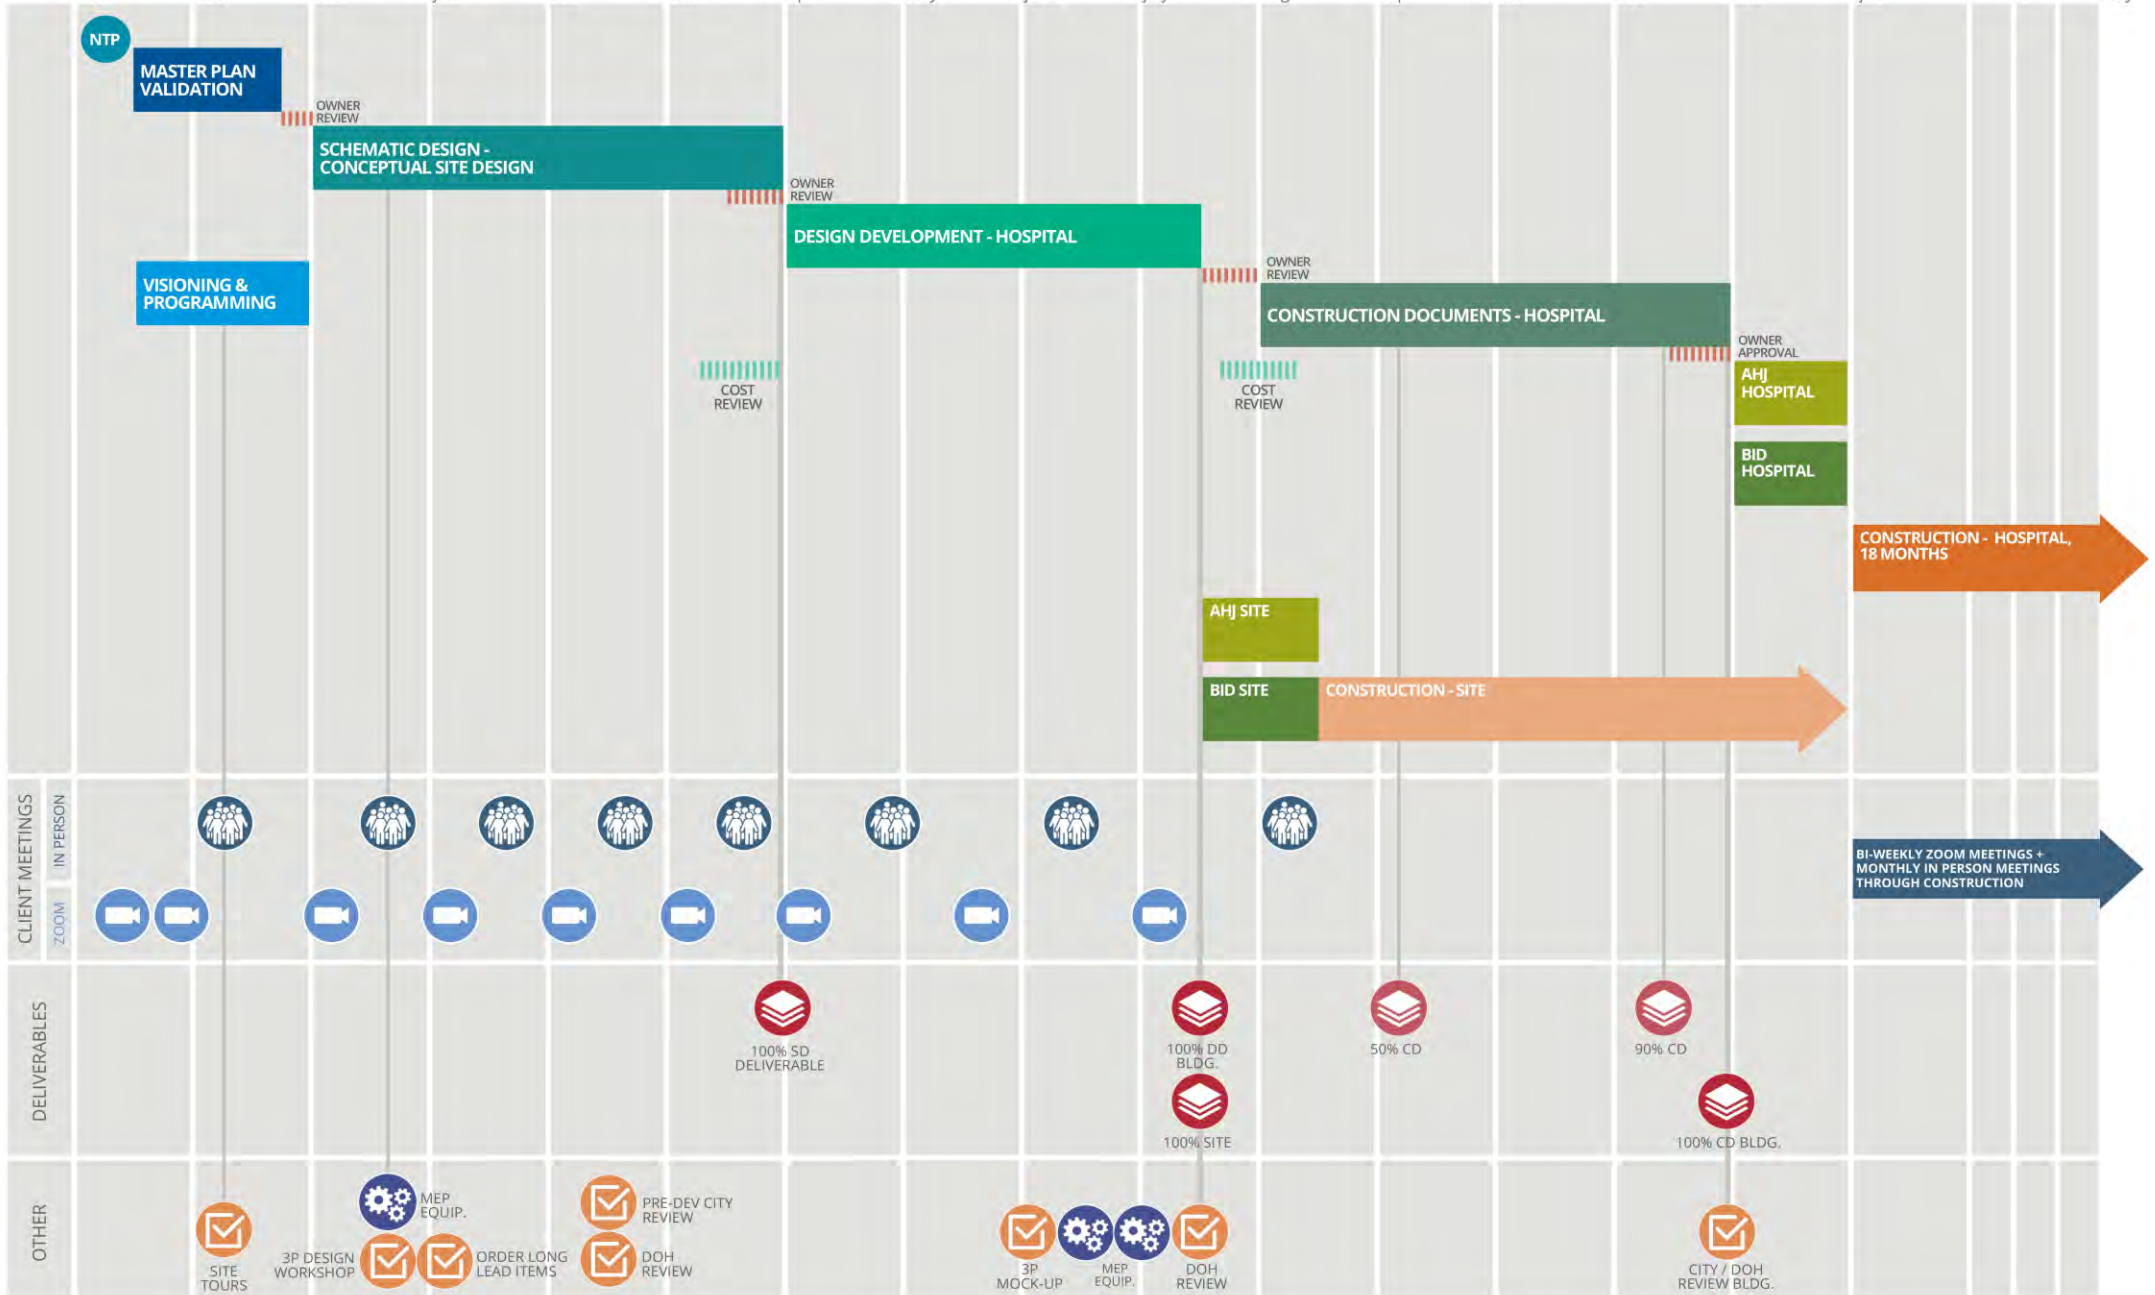 NTP
MASTER PLAN
VALIDATION
OWNER
REVIEW
SCHEMATIC DESIGN -
CONCEPTUAL SITE DESIGN
OWNER
REVIEW
DESIGN DEVELOPMENT - HOSPITAL
VISIONING &
PROGRAMMING
OWNER
REVIEW
CONSTRUCTION DOCUMENTS - HOSPITAL
OWNER
APPROVAL
COST
REVIEW
COST
REVIEW
AHJ
HOSPITAL
BID
HOSPITAL
CONSTRUCTION - HOSPITAL,
18 MONTHS
AHJ SITE
BID SITE
CONSTRUCTION - SITE
CLIENT MEETINGS
IN PERSON
ZOOM
BI-WEEKLY ZOOM MEETINGS +
MONTHLY IN PERSON MEETINGS
THROUGH CONSTRUCTION
DELIVERABLES
100% SD
DELIVERABLE
100% DD
BLDG.
50% CD
90% CD
100% SITE
100% CD BLDG.
OTHER
SITE
TOURS
MEP
EQUIP.
3P DESIGN
WORKSHOP
ORDER LONG
LEAD ITEMS
PRE-DEV CITY
REVIEW
DOH
REVIEW
3P
MOCK-UP
MEP
EQUIP.
DOH
REVIEW
CITY / DOH
REVIEW BLDG.